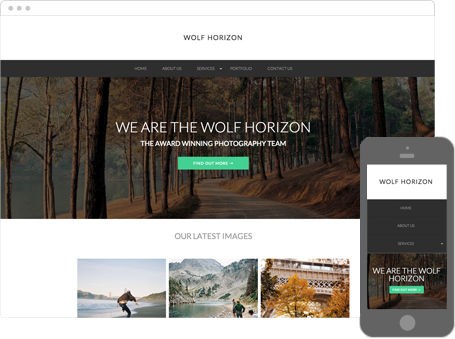 WOLF HORIZON
HOME ABOUT US SERVICES PORTFOLIO CONTACT US
WE ARE THE WOLF HORIZON
THE AWARD WINNING PHOTOGRAPHY TEAM
FIND OUT MORE →
OUR LATEST IMAGES
WOLF HORIZON
HOME
ABOUT US
SERVICES
WE ARE THE WOLF
HORIZON
FIND OUT MORE →